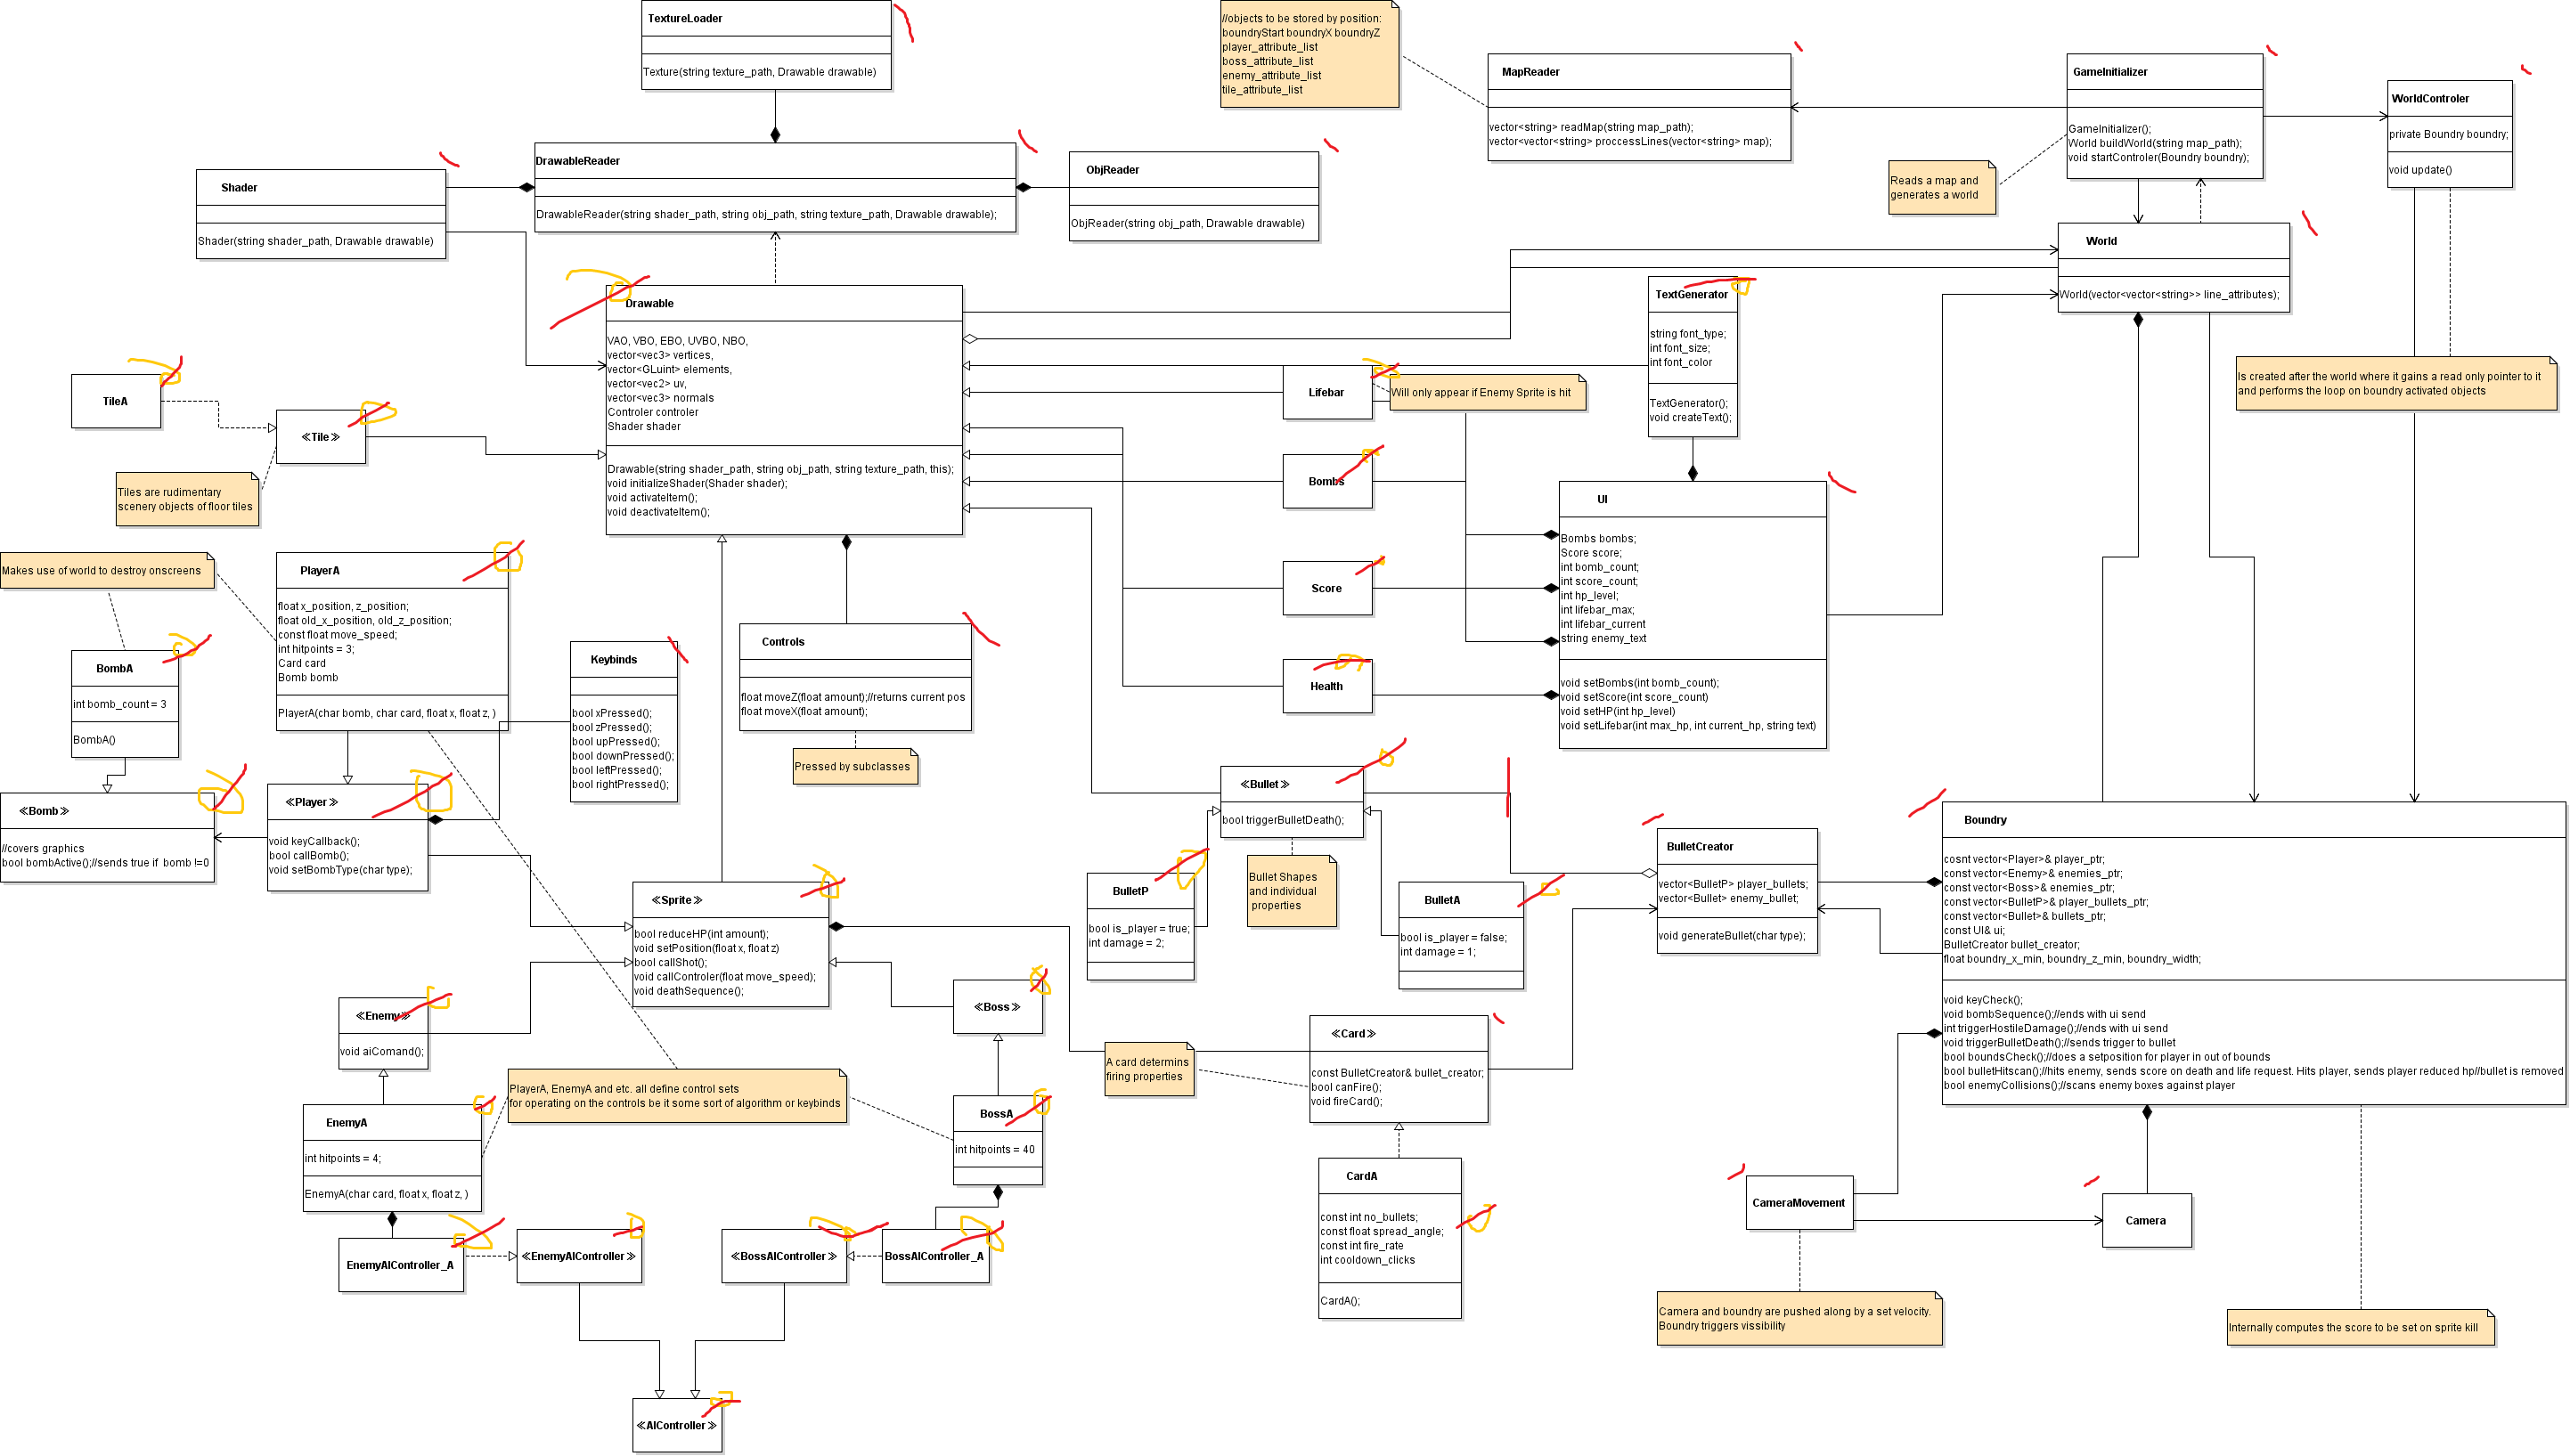 TextureLoader
Texture(string texture_path, Drawable drawable)
//objects to be stored by position:
boundryStart boundryX boundryZ
player_attribute_list
boss_attribute_list
enemy_attribute_list
tile_attribute_list
MapReader
vector<string> readMap(string map_path);
vector<vector<string> proccessLines(vector<string> map);
GameInitializer
GameInitializer();
World buildWorld(string map_path);
void startControler(Boundry boundry);
WorldControler
private Boundry boundry;
void update()
Reads a map and
generates a world
DrawableReader
DrawableReader(string shader_path, string obj_path, string texture_path, Drawable drawable);
ObjReader
ObjReader(string obj_path, Drawable drawable)
Shader
Shader(string shader_path, Drawable drawable)
World
World(vector<vector<string>> line_attributes);
Drawable
VAO, VBO, EBO, UVBO, NBO,
vector<vec3> vertices,
vector<GLuint> elements,
vector<vec2> uv,
vector<vec3> normals
Controler controler
Shader shader
Drawable(string shader_path, string obj_path, string texture_path, this);
void initializeShader(Shader shader);
void activateItem();
void deactivateItem();
TextGenerator
string font_type;
int font_size;
int font_color
TextGenerator();
void createText();
Is created after the world where it gains a read only pointer to it
and performs the loop on boundry activated objects
TileA
≪Tile≫
Tiles are rudimentary
scenery objects of floor tiles
Lifebar
Will only appear if Enemy Sprite is hit
Bombs
Score
Health
UI
Bombs bombs;
Score score;
int bomb_count;
int score_count;
int hp_level;
int lifebar_max;
int lifebar_current
string enemy_text
void setBombs(int bomb_count);
void setScore(int score_count)
void setHP(int hp_level)
void setLifebar(int max_hp, int current_hp, string text)
Makes use of world to destroy onscreens
PlayerA
float x_position, z_position;
float old_x_position, old_z_position;
const float move_speed;
int hitpoints = 3;
Card card
Bomb bomb
PlayerA(char bomb, char card, float x, float z, )
BombA
int bomb_count = 3
BombA()
Keybinds
bool xPressed();
bool zPressed();
bool upPressed();
bool downPressed();
bool leftPressed();
bool rightPressed();
Controls
float moveZ(float amount);//returns current pos
float moveX(float amount);
Pressed by subclasses
≪Bomb≫
//covers graphics
bool bombActive();//sends true if  bomb !=0
≪Player≫
void keyCallback();
bool callBomb();
void setBombType(char type);
≪Bullet≫
bool triggerBulletDeath();
Bullet Shapes
and individual
properties
BulletP
bool is_player = true;
int damage = 2;
BulletA
bool is_player = false;
int damage = 1;
BulletCreator
vector<BulletP> player_bullets;
vector<Bullet> enemy_bullet;
void generateBullet(char type);
Boundry
cosnt vector<Player>& player_ptr;
const vector<Enemy>& enemies_ptr;
const vector<Boss>& enemies_ptr;
const vector<BulletP>& player_bullets_ptr;
const vector<Bullet>& bullets_ptr;
const UI& ui;
BulletCreator bullet_creator;
float boundry_x_min, boundry_z_min, boundry_width;
void keyCheck();
void bombSequence();//ends with ui send
int triggerHostileDamage();//ends with ui send
void triggerBulletDeath();//sends trigger to bullet
bool boundsCheck();//does a setposition for player in out of bounds
bool bulletHitscan();//hits enemy, sends score on death and life request. Hits player, sends player reduced hp//bullet is removed
bool enemyCollisions();//scans enemy boxes against player
≪Sprite≫
bool reduceHP(int amount);
void setPosition(float x, float z)
bool callShot();
void callControler(float move_speed);
void deathSequence();
≪Enemy≫
void aiComand();
≪Boss≫
≪Card≫
const BulletCreator& bullet_creator;
bool canFire();
void fireCard();
A card determins
firing properties
PlayerA, EnemyA and etc. all define control sets
for operating on the controls be it some sort of algorithm or keybinds
EnemyA
int hitpoints = 4;
EnemyA(char card, float x, float z, )
BossA
int hitpoints = 40
CardA
const int no_bullets;
const float spread_angle;
const int fire_rate
int cooldown_clicks
CardA();
CameraMovement
Camera
EnemyAIController_A
≪EnemyAIController≫
≪BossAIController≫
BossAIController_A
Camera and boundry are pushed along by a set velocity.
Boundry triggers vissibility
Internally computes the score to be set on sprite kill
≪AIController≫